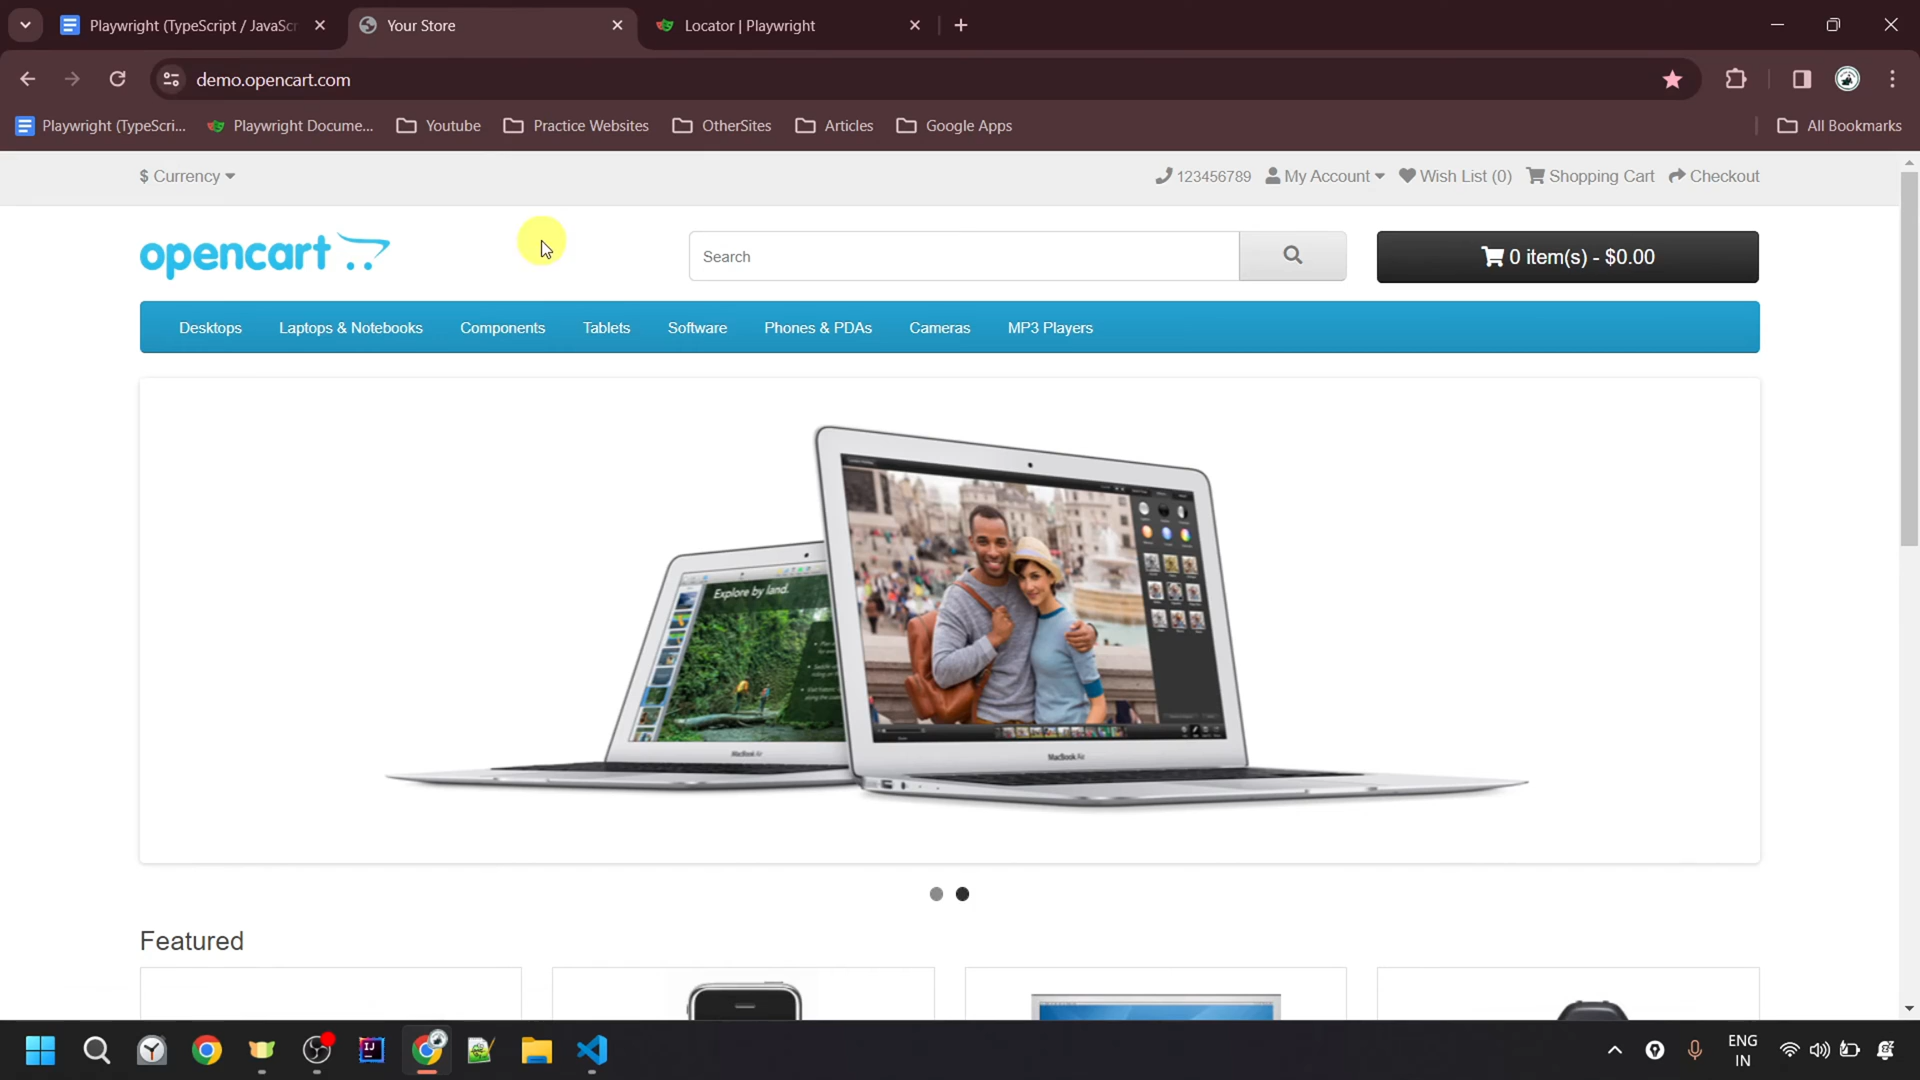 Playwright (TypeScript / JavaScr
Your Store
Locator | Playwright
demo.opencart.com
Playwright (TypeScri...
Playwright Docume...
Youtube
Practice Websites
OtherSites
Articles
Google Apps
All Bookmarks
$ Currency
123456789
My Account
Wish List (0)
Shopping Cart
Checkout
opencart
Search
0 item(s) - $0.00
Desktops
Laptops & Notebooks
Components
Tablets
Software
Phones & PDAs
Cameras
MP3 Players
Explore by land.
MacBook Air
MacBook Air
Featured
ENG
IN